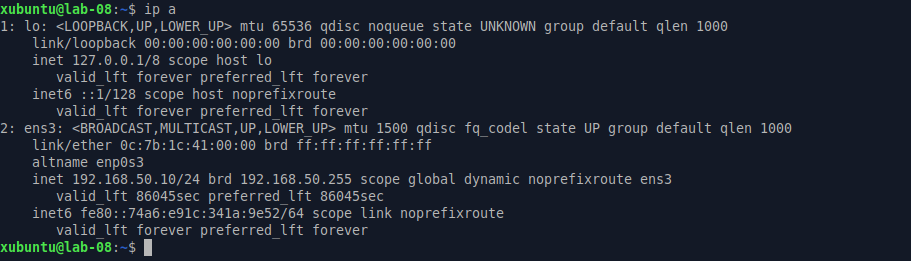 xubuntu@lab-08:~$ ip a
1: lo: <LOOPBACK,UP,LOWER_UP> mtu 65536 qdisc noqueue state UNKNOWN group default qlen 1000
    link/loopback 00:00:00:00:00:00 brd 00:00:00:00:00:00
    inet 127.0.0.1/8 scope host lo
       valid_lft forever preferred_lft forever
    inet6 ::1/128 scope host noprefixroute
       valid_lft forever preferred_lft forever
2: ens3: <BROADCAST,MULTICAST,UP,LOWER_UP> mtu 1500 qdisc fq_codel state UP group default qlen 1000
    link/ether 0c:7b:1c:41:00:00 brd ff:ff:ff:ff:ff:ff
    altname enp0s3
    inet 192.168.50.10/24 brd 192.168.50.255 scope global dynamic noprefixroute ens3
       valid_lft 86045sec preferred_lft 86045sec
    inet6 fe80::74a6:e91c:341a:9e52/64 scope link noprefixroute
       valid_lft forever preferred_lft forever
xubuntu@lab-08:~$